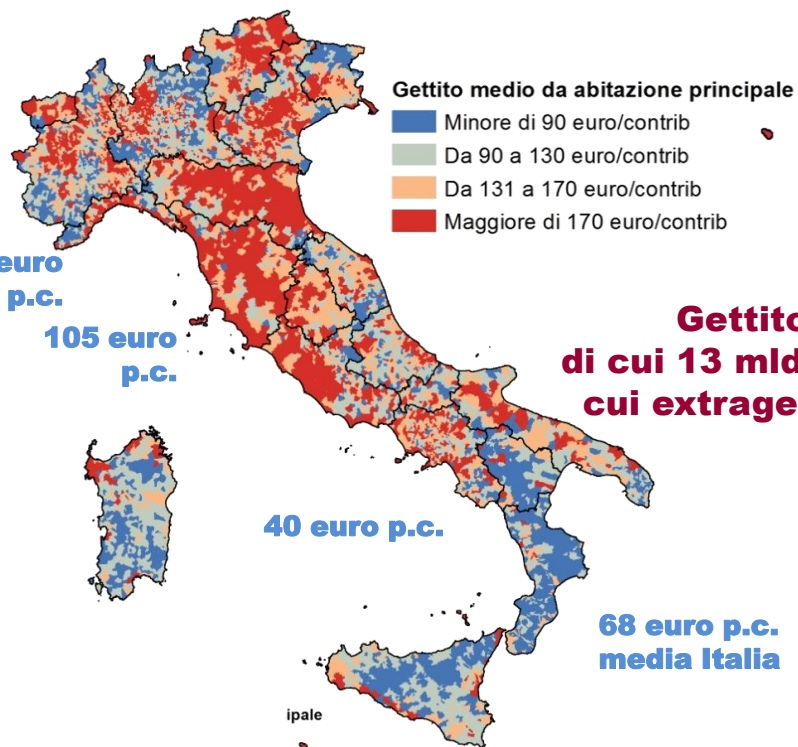 Gettito medio da abitazione principale
Minore di 90 euro/contrib
Da 90 a 130 euro/contrib
Da 131 a 170 euro/contrib
Maggiore di 170 euro/contrib
euro
p.c.
105 euro
p.c.
Gettito
di cui 13 mld
cui extrage
40 euro p.c.
68 euro p.c.
media Italia
ipale